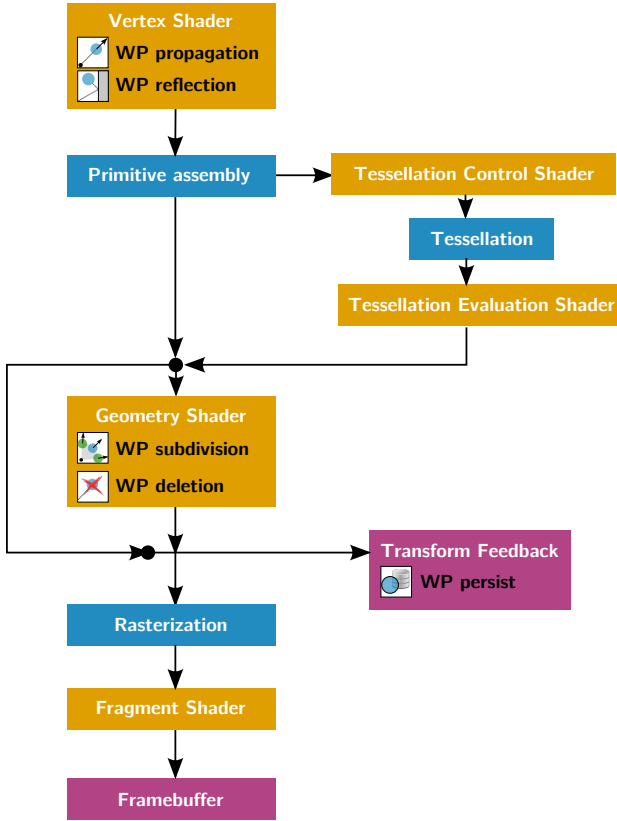 Vertex Shader
WP propagation
WP reflection
Primitive assembly
Tessellation Control Shader
Tessellation
Tessellation Evaluation Shader
Geometry Shader
WP subdivision
WP deletion
Transform Feedback
WP persist
Rasterization
Fragment Shader
Framebuffer